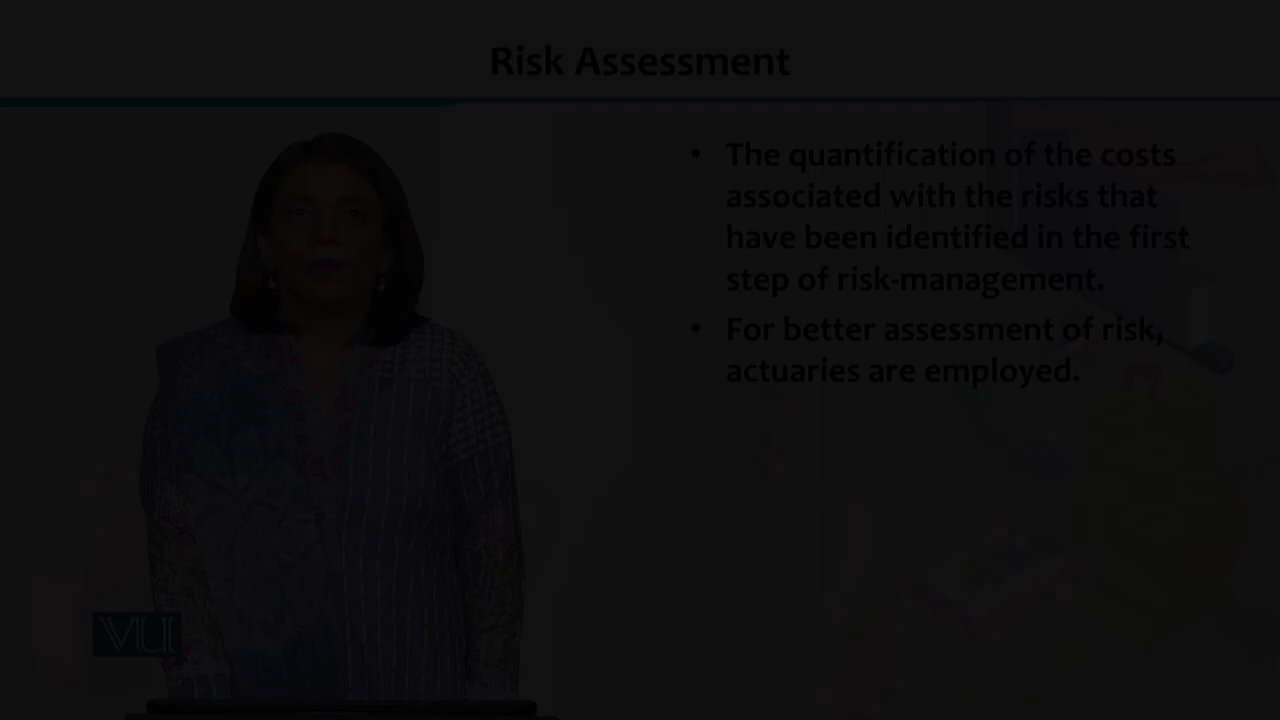 Risk Assessment
• The quantification of the costs
associated with the risks that
have been identified in the first
step of risk-management.
• For better assessment of risk,
actuaries are employed.
VU